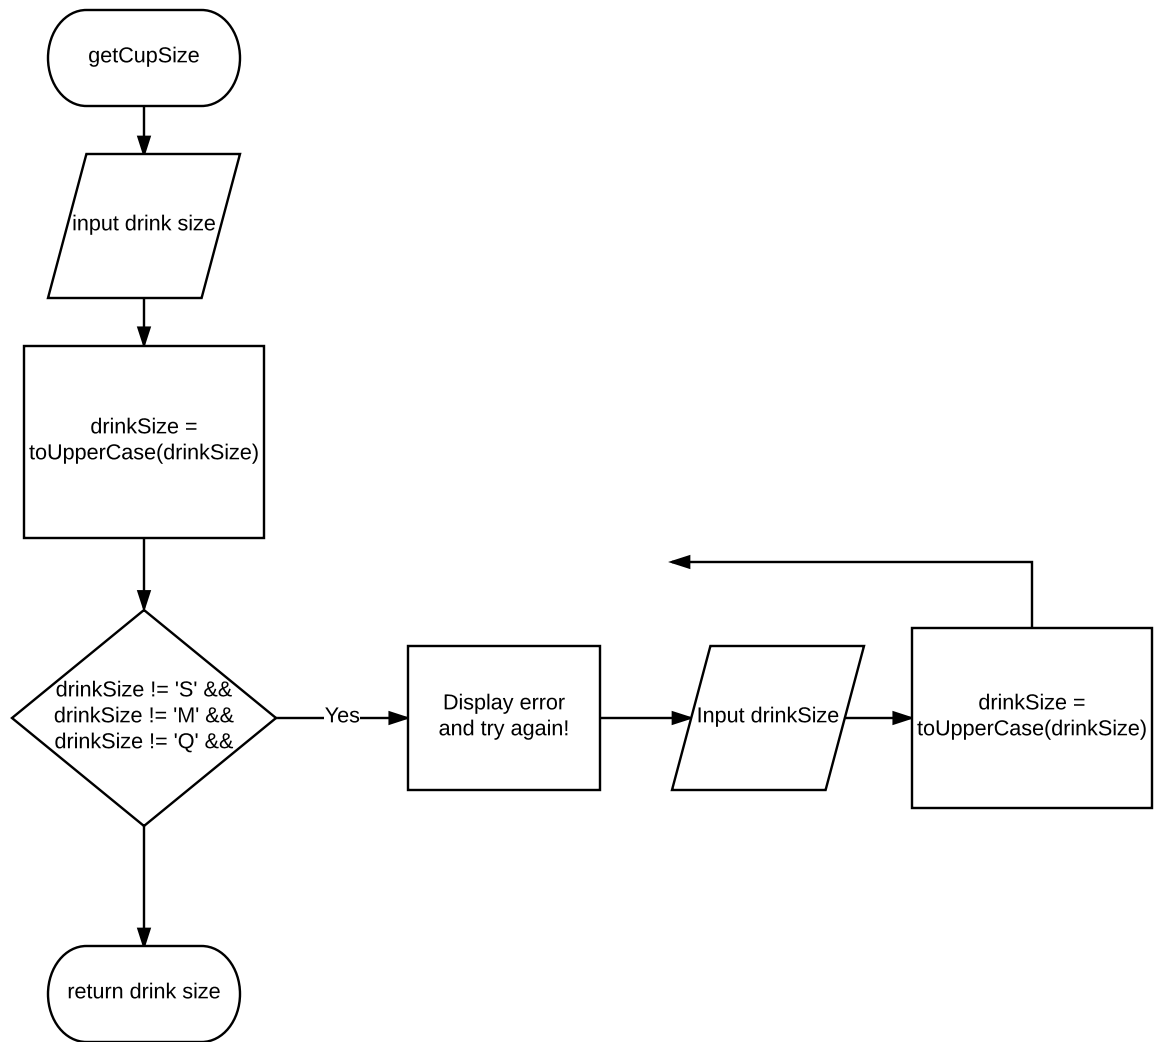 getCupSize
input drink size
drinkSize =
toUpperCase(drinkSize)
drinkSize != 'S' &&
drinkSize != 'M' &&
drinkSize != 'Q' &&
Yes
Display error
and try again!
Input drinkSize
drinkSize =
toUpperCase(drinkSize)
return drink size